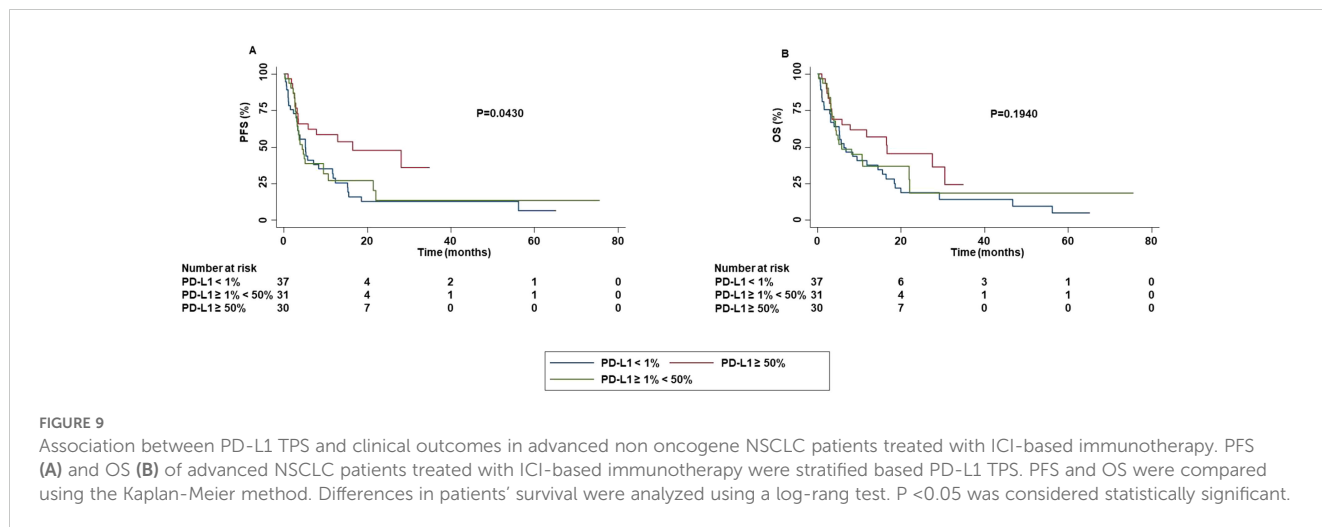 A
100
75
50
25
0
PFS (%)
P=0.0430
0 20 40 60 80
Time (months)
Number at risk
PD-L1 < 1% 37 4 2 1 0
PD-L1 ≥ 1% < 50% 31 4 1 1 0
PD-L1 ≥ 50% 30 7 0 0 0
B
100
75
50
25
0
OS (%)
P=0.1940
0 20 40 60 80
Time (months)
Number at risk
PD-L1 < 1% 37 6 3 1 0
PD-L1 ≥ 1% < 50% 31 4 1 1 0
PD-L1 ≥ 50% 30 7 0 0 0
PD-L1 < 1% PD-L1 ≥ 50%
PD-L1 ≥ 1% < 50%
FIGURE 9
Association between PD-L1 TPS and clinical outcomes in advanced non oncogene NSCLC patients treated with ICI-based immunotherapy. PFS
(A) and OS (B) of advanced NSCLC patients treated with ICI-based immunotherapy were stratified based PD-L1 TPS. PFS and OS were compared
using the Kaplan-Meier method. Differences in patients’ survival were analyzed using a log-rang test. P <0.05 was considered statistically significant.